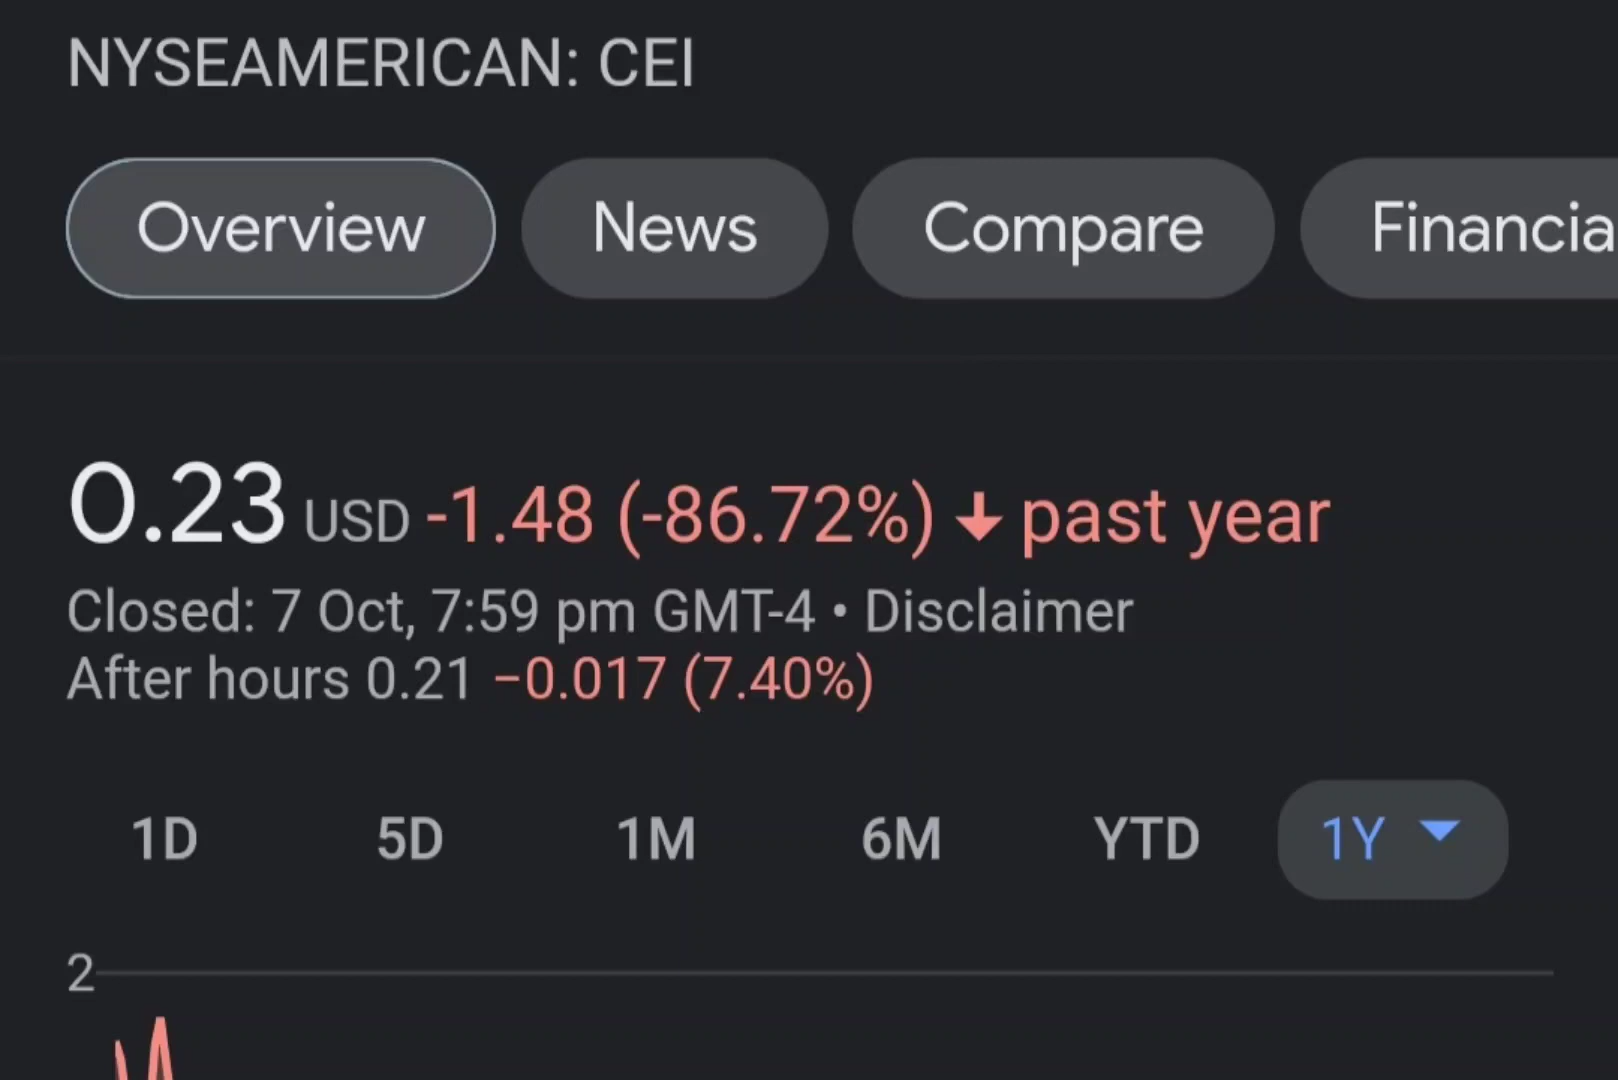 NYSEAMERICAN: CEI
Overview News Compare Financia
0.23 USD -1.48 (-86.72%) ↓ past year
Closed: 7 Oct, 7:59 pm GMT-4 • Disclaimer
After hours 0.21 −0.017 (7.40%)
1D 5D 1M 6M YTD 1Y
2